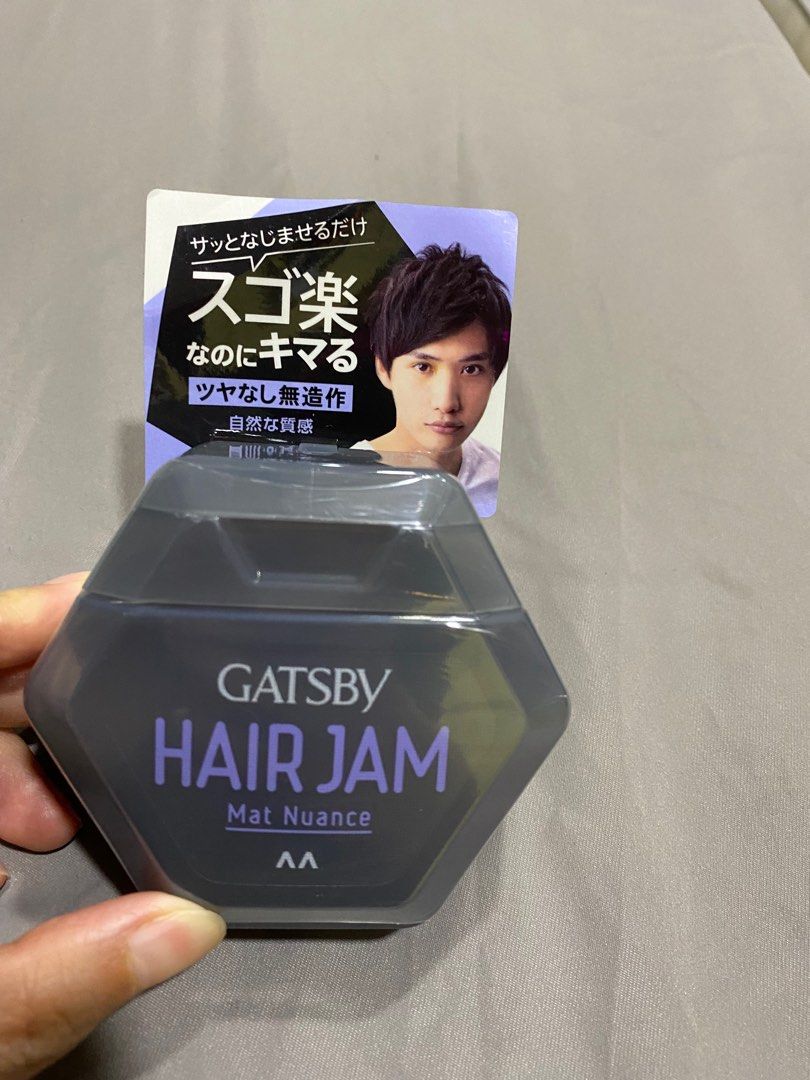 サッとなじませるだけ
スゴ楽
なのにキマる
ツヤなし無造作
自然な質感
GATSBY
HAIR JAM
Mat Nuance